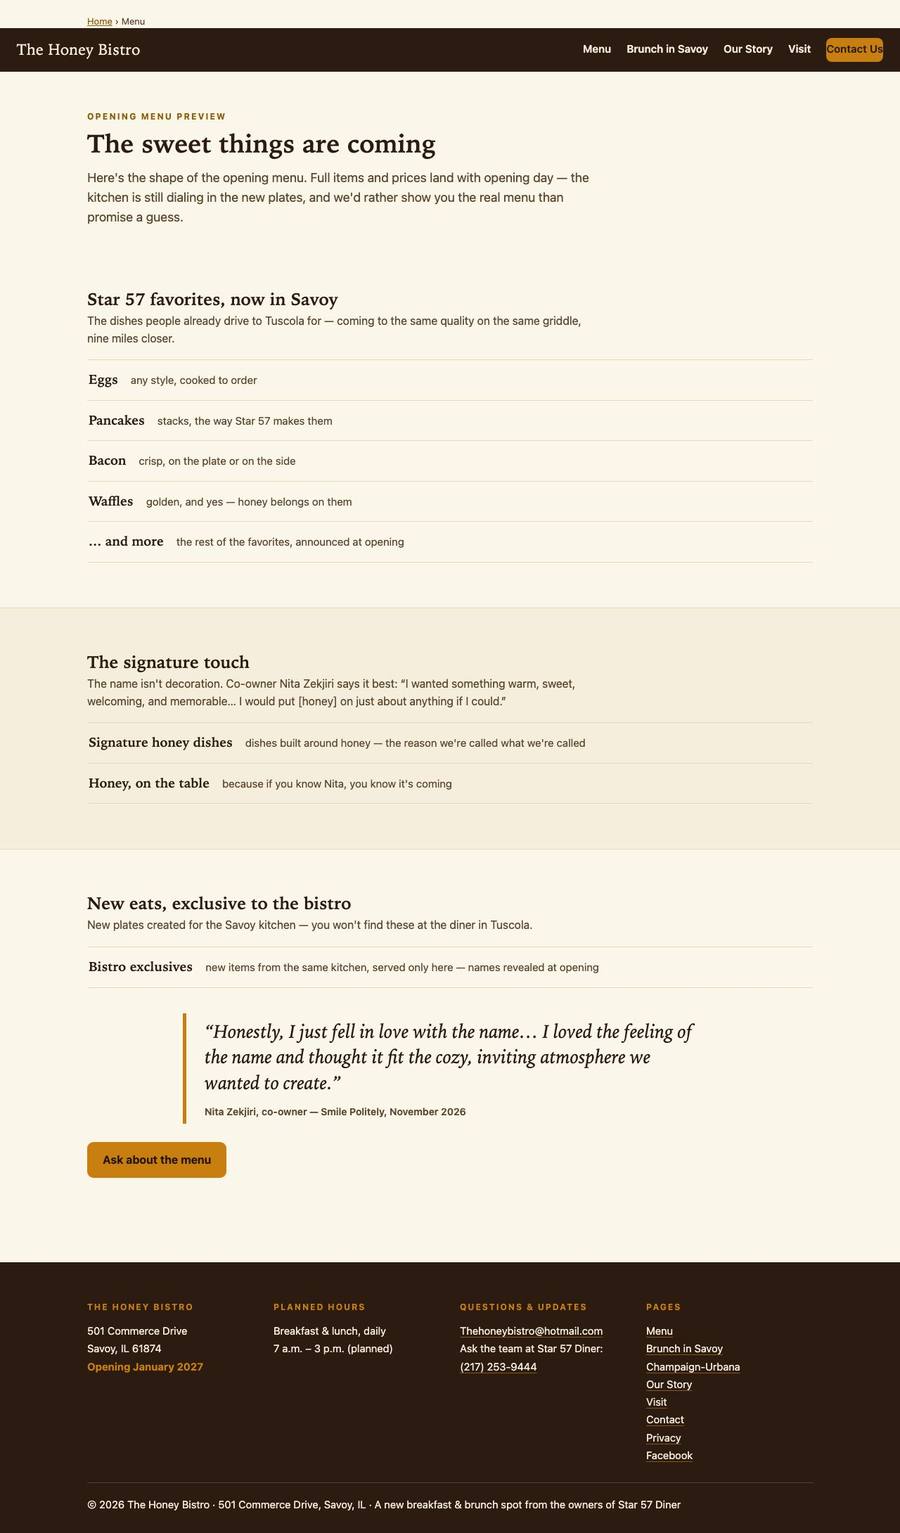 Home › Menu
The Honey Bistro
Menu Brunch in Savoy Our Story Visit Contact Us
OPENING MENU PREVIEW
The sweet things are coming
Here's the shape of the opening menu. Full items and prices land with opening day — the
kitchen is still dialing in the new plates, and we'd rather show you the real menu than
promise a guess.
Star 57 favorites, now in Savoy
The dishes people already drive to Tuscola for — coming to the same quality on the same griddle,
nine miles closer.
Eggs any style, cooked to order
Pancakes stacks, the way Star 57 makes them
Bacon crisp, on the plate or on the side
Waffles golden, and yes — honey belongs on them
... and more the rest of the favorites, announced at opening
The signature touch
The name isn't decoration. Co-owner Nita Zekjiri says it best: “I wanted something warm, sweet,
welcoming, and memorable… I would put [honey] on just about anything if I could.”
Signature honey dishes dishes built around honey — the reason we're called what we're called
Honey, on the table because if you know Nita, you know it's coming
New eats, exclusive to the bistro
New plates created for the Savoy kitchen — you won't find these at the diner in Tuscola.
Bistro exclusives new items from the same kitchen, served only here — names revealed at opening
“Honestly, I just fell in love with the name… I loved the feeling of
the name and thought it fit the cozy, inviting atmosphere we
wanted to create.”
Nita Zekjiri, co-owner — Smile Politely, November 2026
Ask about the menu
THE HONEY BISTRO
501 Commerce Drive
Savoy, IL 61874
Opening January 2027
PLANNED HOURS
Breakfast & lunch, daily
7 a.m. – 3 p.m. (planned)
QUESTIONS & UPDATES
Thehoneybistro@hotmail.com
Ask the team at Star 57 Diner:
(217) 253-9444
PAGES
Menu
Brunch in Savoy
Champaign-Urbana
Our Story
Visit
Contact
Privacy
Facebook
© 2026 The Honey Bistro · 501 Commerce Drive, Savoy, IL · A new breakfast & brunch spot from the owners of Star 57 Diner